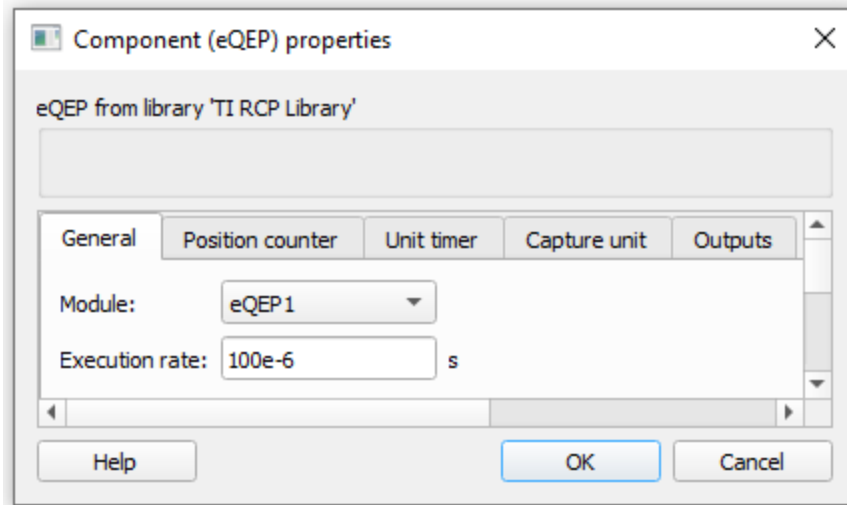 Component (eQEP) properties
eQEP from library 'TI RCP Library'
General Position counter Unit timer Capture unit Outputs
Module: eQEP1
Execution rate: 100e-6 s
Help OK Cancel